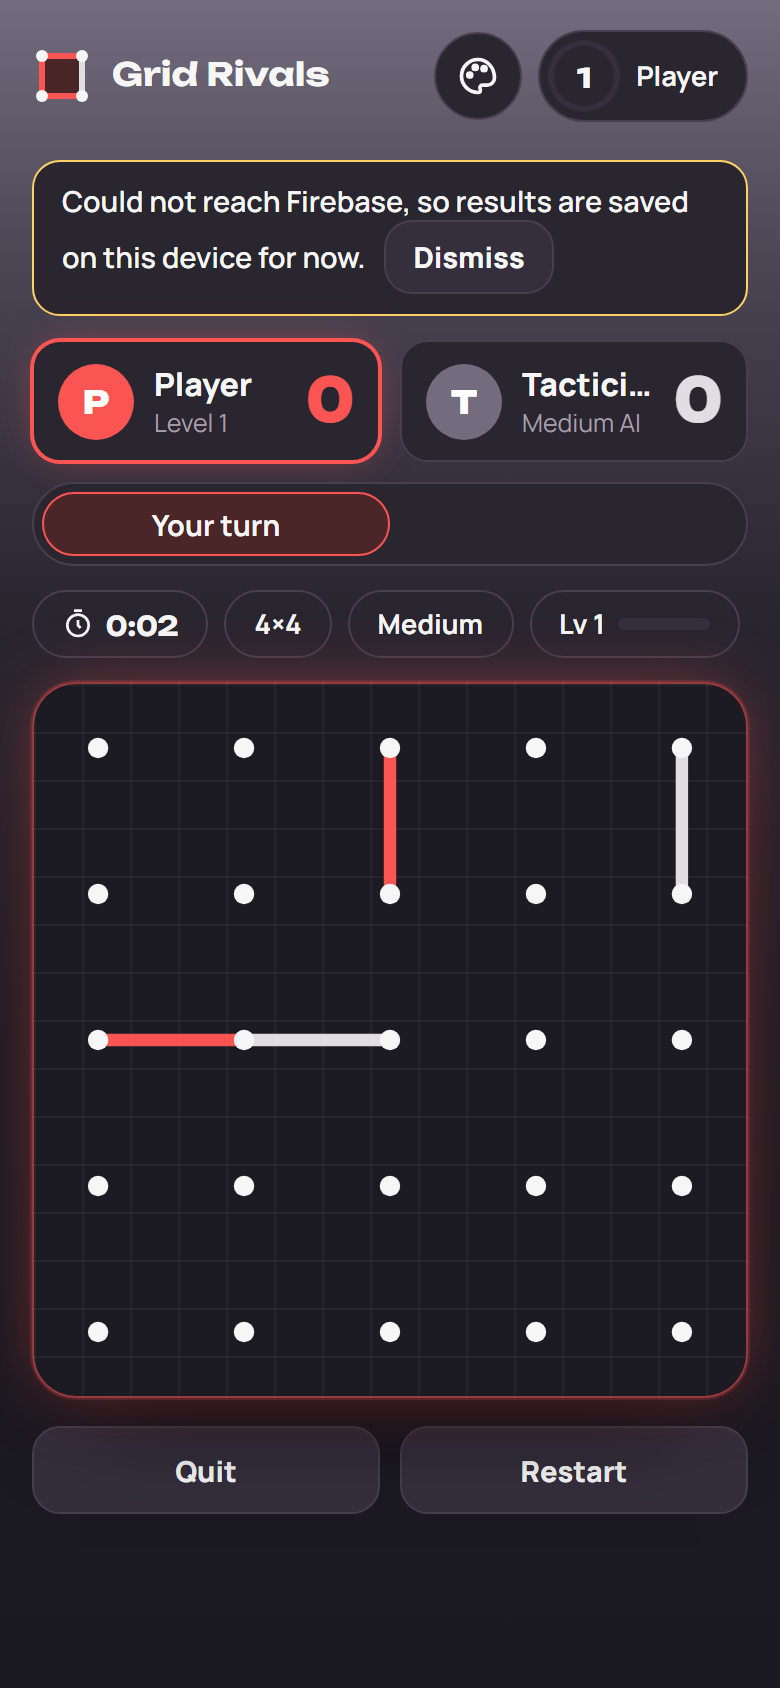 Grid Rivals
1 Player
Could not reach Firebase, so results are saved
on this device for now. Dismiss
P Player 0
Level 1
T Tactici... 0
Medium AI
Your turn
0:02 4×4 Medium Lv 1
Quit Restart